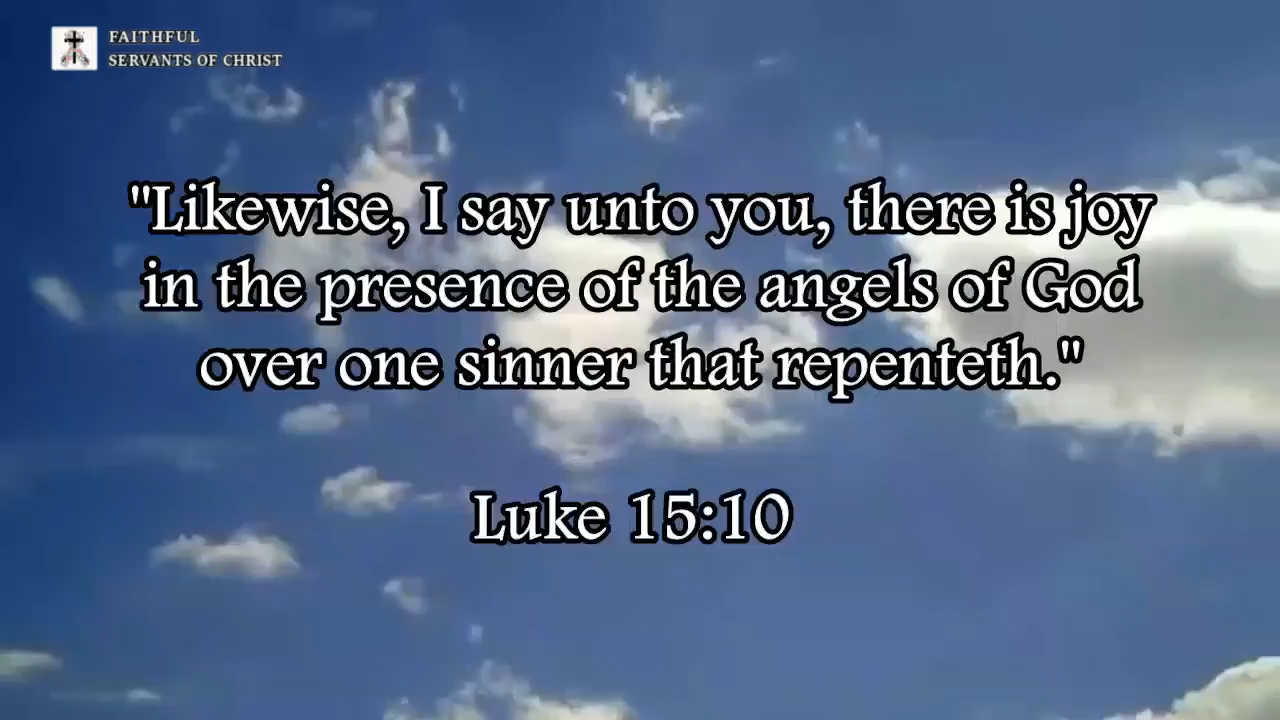 FAITHFUL
SERVANTS OF CHRIST
"Likewise, I say unto you, there is joy
in the presence of the angels of God
over one sinner that repenteth."
Luke 15:10